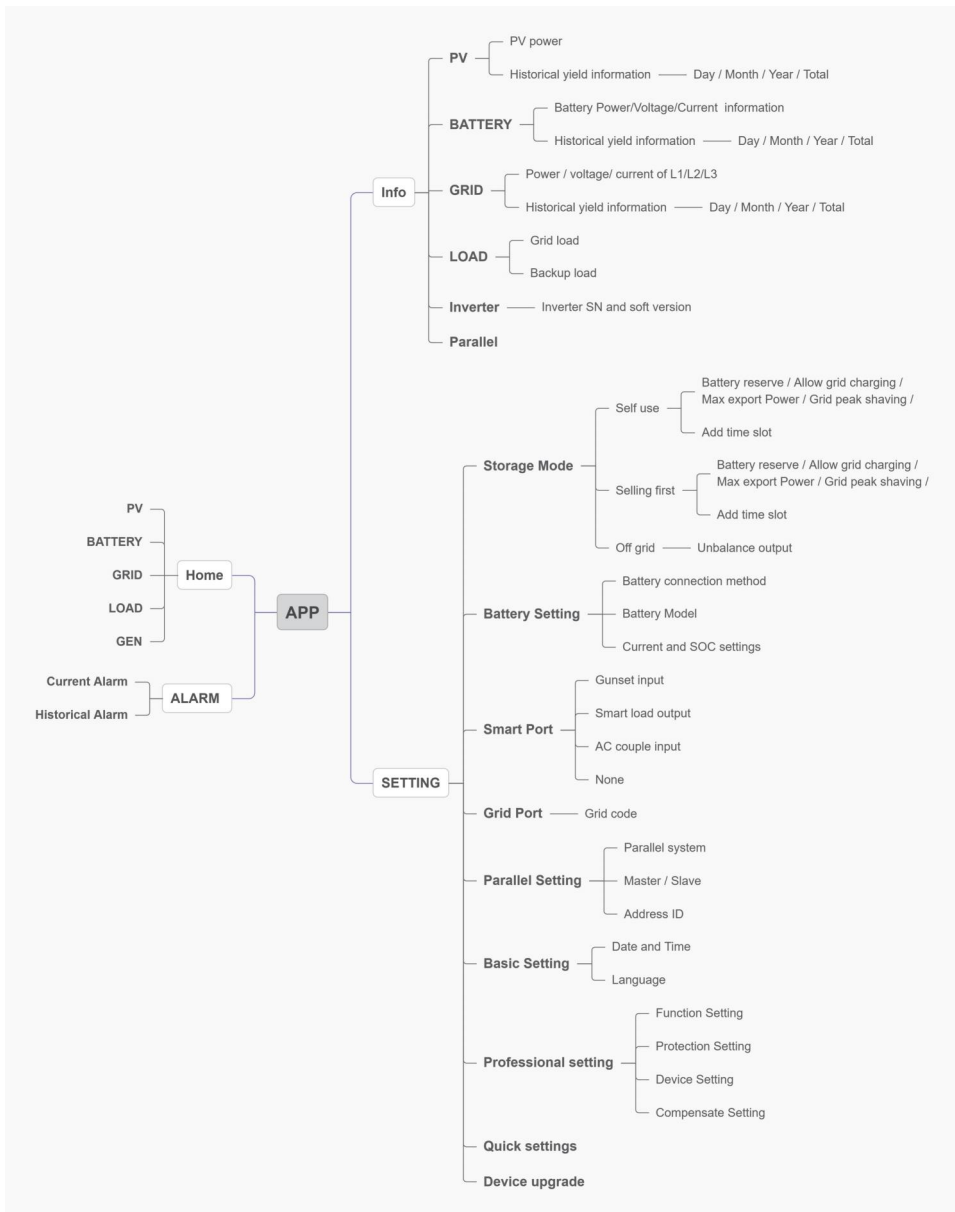 PV
PV power
Historical yield information
Day / Month / Year / Total
BATTERY
Battery Power/Voltage/Current information
Historical yield information
Day / Month / Year / Total
Info
GRID
Power / voltage/ current of L1/L2/L3
Historical yield information
Day / Month / Year / Total
LOAD
Grid load
Backup load
Inverter
Inverter SN and soft version
Parallel
Storage Mode
Self use
Battery reserve / Allow grid charging /
Max export Power / Grid peak shaving /
Add time slot
Selling first
Battery reserve / Allow grid charging /
Max export Power / Grid peak shaving /
Add time slot
Off grid
Unbalance output
PV
BATTERY
GRID
LOAD
GEN
Home
APP
Current Alarm
Historical Alarm
ALARM
Battery Setting
Battery connection method
Battery Model
Current and SOC settings
Smart Port
Gunset input
Smart load output
AC couple input
None
SETTING
Grid Port
Grid code
Parallel Setting
Parallel system
Master / Slave
Address ID
Basic Setting
Date and Time
Language
Professional setting
Function Setting
Protection Setting
Device Setting
Compensate Setting
Quick settings
Device upgrade